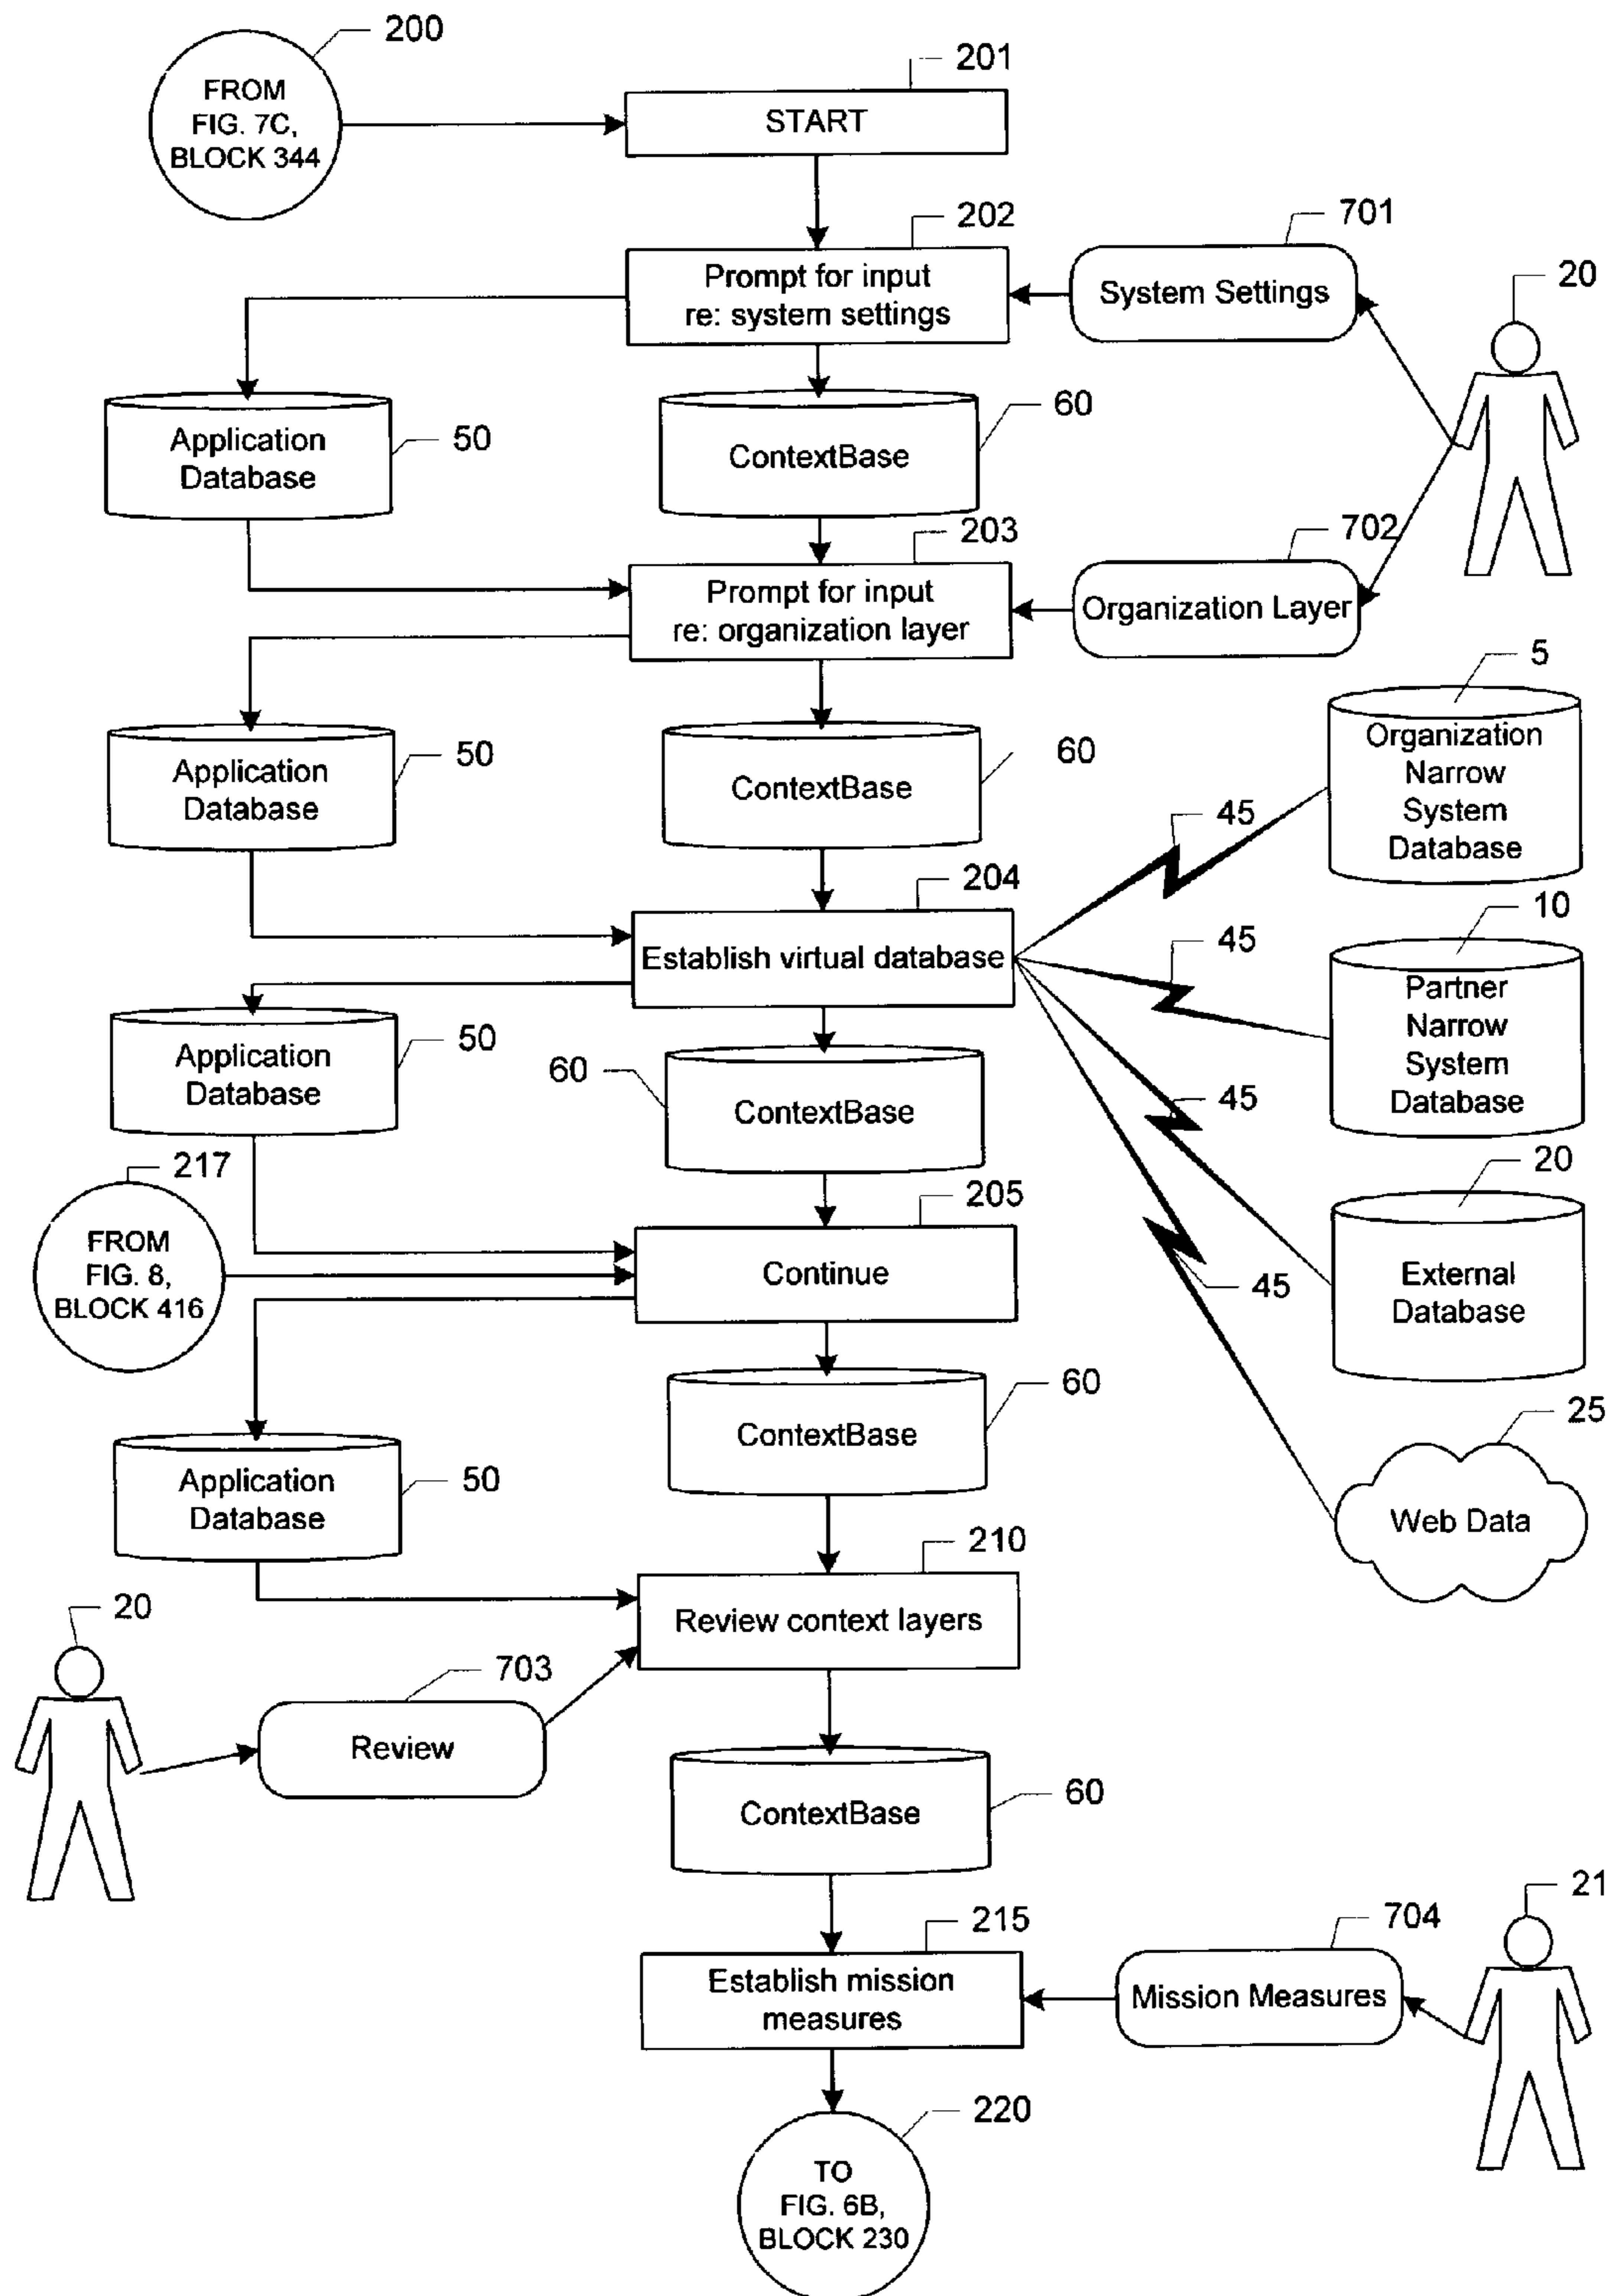 200
FROM
FIG. 7C,
BLOCK 344
201
START
202
Prompt for input
re: system settings
701
System Settings
20
Application
Database
50
ContextBase
60
203
Prompt for input
re: organization layer
702
Organization Layer
Application
Database
50
ContextBase
60
5
Organization
Narrow
System
Database
45
204
Establish virtual database
45
10
Partner
Narrow
System
Database
Application
Database
50
60
ContextBase
45
217
FROM
FIG. 8,
BLOCK 416
205
Continue
45
20
External
Database
ContextBase
60
25
Web Data
Application
Database
50
210
Review context layers
20
703
Review
ContextBase
60
215
Establish mission
measures
704
Mission Measures
21
220
TO
FIG. 6B,
BLOCK 230